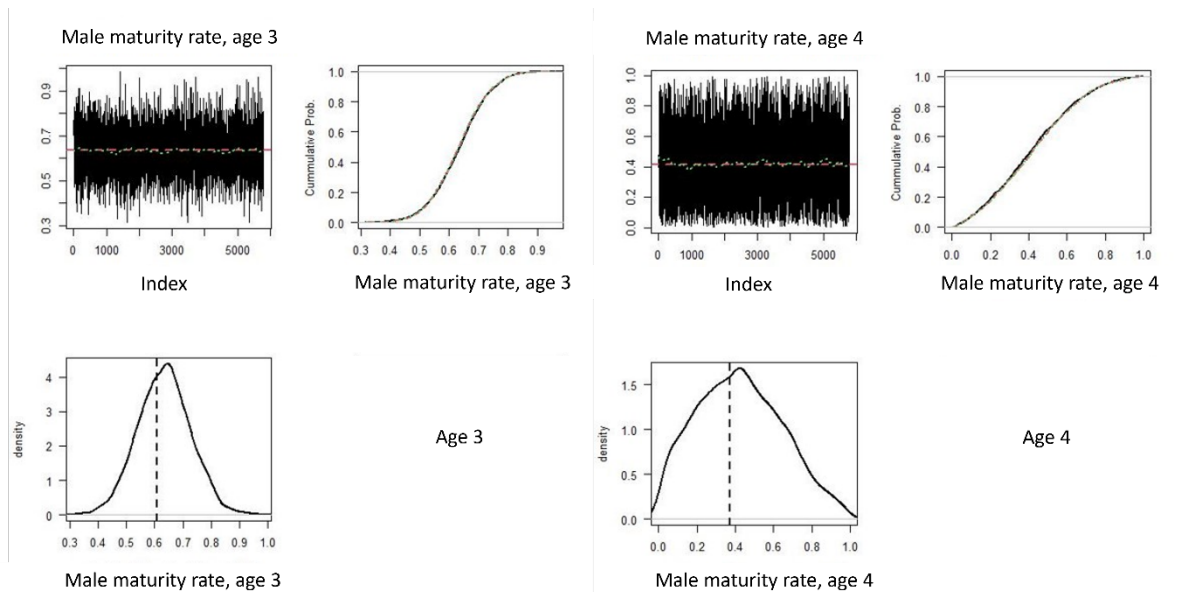 Male maturity rate, age 3
0.3 0.5 0.7 0.9
0 1000 3000 5000
Index
Cummulative Prob.
0.0 0.2 0.4 0.6 0.8 1.0
0.3 0.4 0.5 0.6 0.7 0.8 0.9
Male maturity rate, age 3
Male maturity rate, age 4
0.0 0.2 0.4 0.6 0.8 1.0
0 1000 3000 5000
Index
Cummulative Prob.
0.0 0.2 0.4 0.6 0.8 1.0
0.0 0.2 0.4 0.6 0.8 1.0
Male maturity rate, age 4
density
0 1 2 3 4
0.3 0.4 0.5 0.6 0.7 0.8 0.9 1.0
Male maturity rate, age 3
Age 3
density
0.0 0.5 1.0 1.5
0.0 0.2 0.4 0.6 0.8 1.0
Male maturity rate, age 4
Age 4